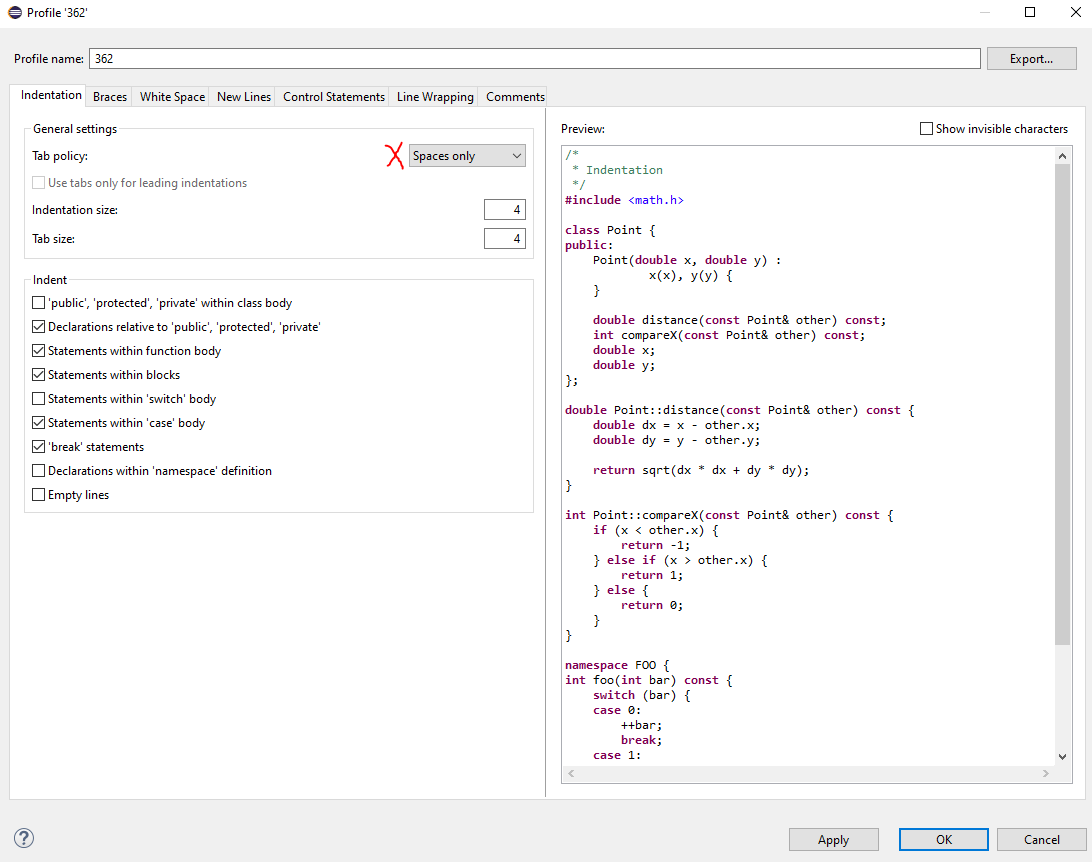 Profile '362'
Profile name: 362 Export...
Indentation Braces White Space New Lines Control Statements Line Wrapping Comments
General settings
Tab policy: X Spaces only
Use tabs only for leading indentations
Indentation size: 4
Tab size: 4
Indent
'public', 'protected', 'private' within class body
Declarations relative to 'public', 'protected', 'private'
Statements within function body
Statements within blocks
Statements within 'switch' body
Statements within 'case' body
'break' statements
Declarations within 'namespace' definition
Empty lines
Preview: Show invisible characters
/*
 * Indentation
 */
#include <math.h>
class Point {
public:
    Point(double x, double y) :
            x(x), y(y) {
    }
    double distance(const Point& other) const;
    int compareX(const Point& other) const;
    double x;
    double y;
};
double Point::distance(const Point& other) const {
    double dx = x - other.x;
    double dy = y - other.y;
    return sqrt(dx * dx + dy * dy);
}
int Point::compareX(const Point& other) const {
    if (x < other.x) {
        return -1;
    } else if (x > other.x) {
        return 1;
    } else {
        return 0;
    }
}
namespace FOO {
int foo(int bar) const {
    switch (bar) {
    case 0:
        ++bar;
        break;
    case 1:
? Apply OK Cancel